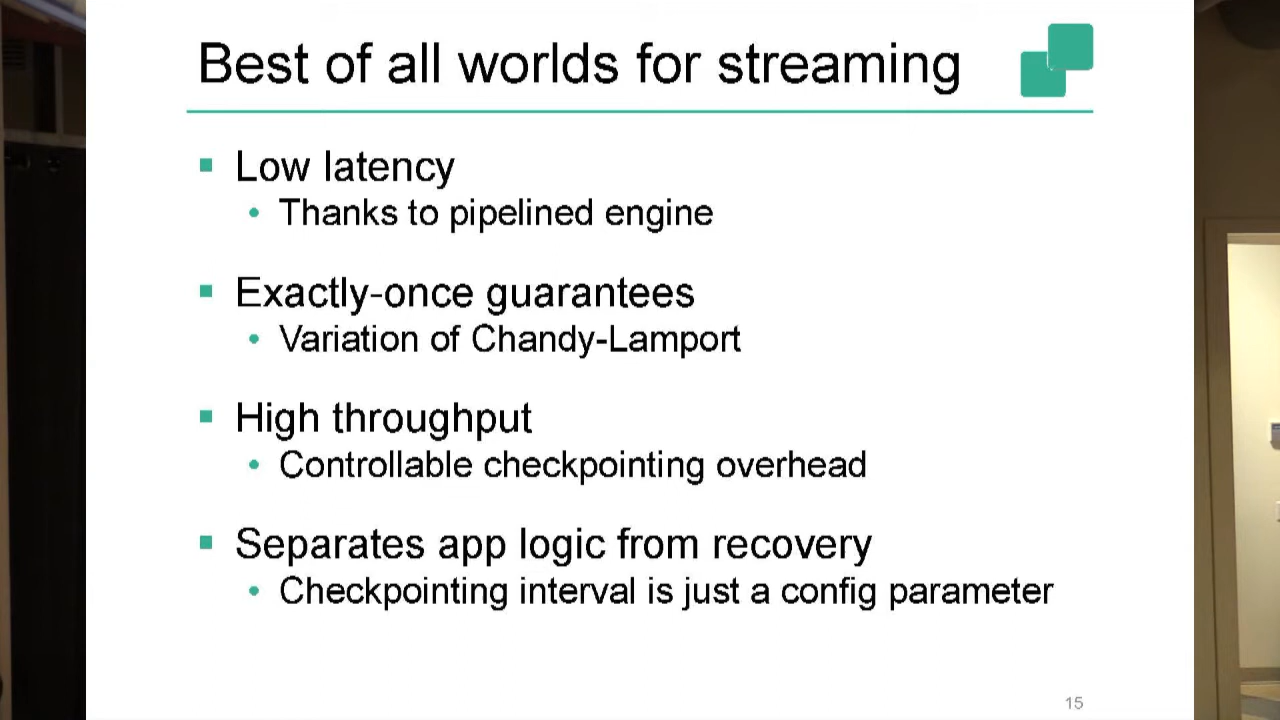 Best of all worlds for streaming
Low latency
Thanks to pipelined engine
Exactly-once guarantees
Variation of Chandy-Lamport
High throughput
Controllable checkpointing overhead
Separates app logic from recovery
Checkpointing interval is just a config parameter
15